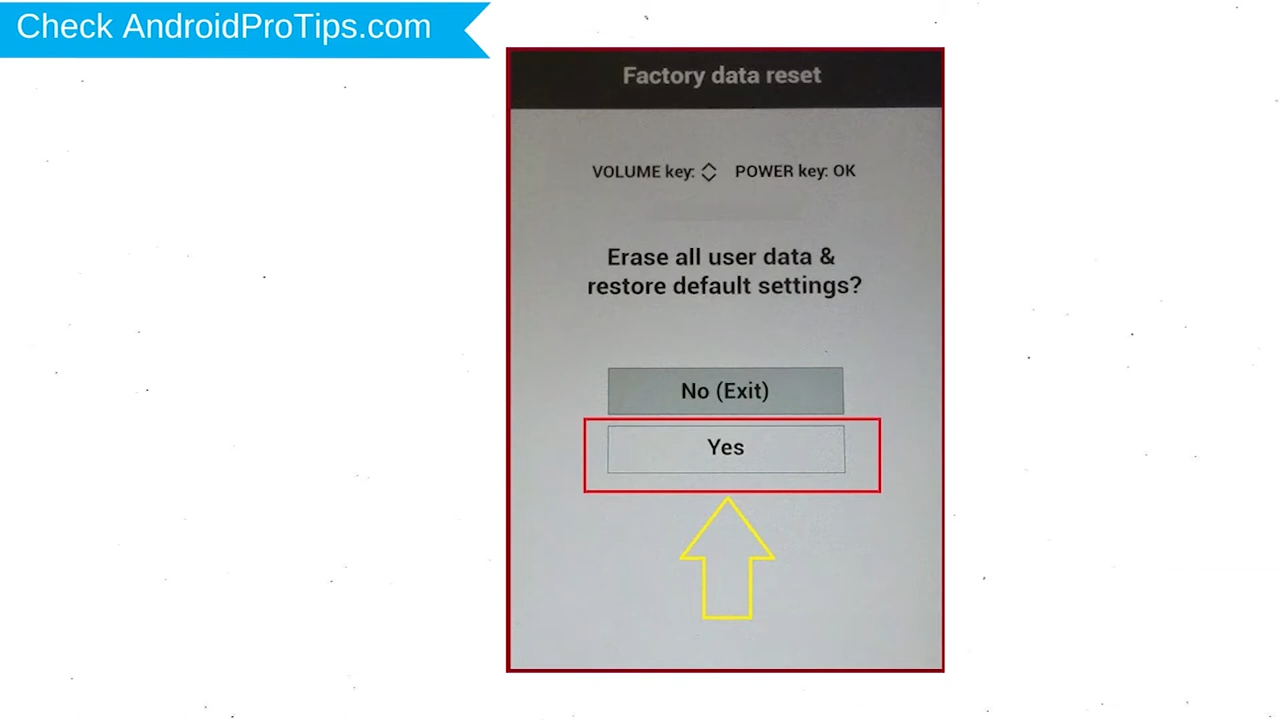 Check AndroidProTips.com
Factory data reset
VOLUME key: POWER key: OK
Erase all user data &
restore default settings?
No (Exit)
Yes